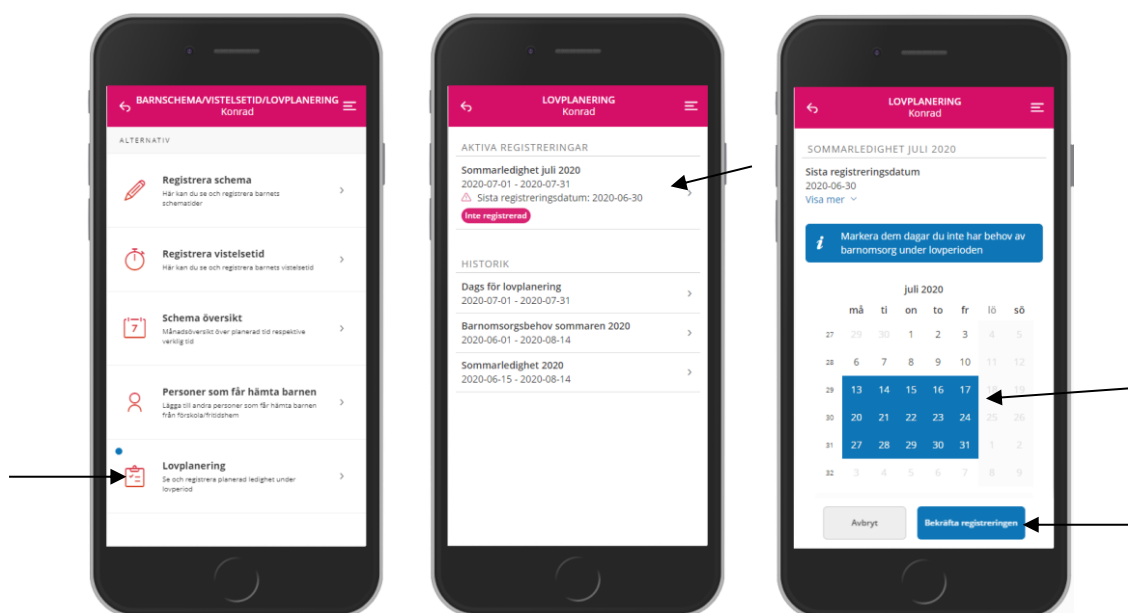 BARNSCHEMA/VISTELSETID/LOVPLANERING
Konrad
ALTERNATIV
Registrera schema
Här kan du se och registrera barnets
schematider
Registrera vistelsetid
Här kan du se och registrera barnets vistelsetid
7
Schema översikt
Månadsöversikt över planerad tid respektive
verklig tid
Personer som får hämta barnen
Lägga till andra personer som får hämta barnen
från förskola/fritidshem
Lovplanering
Se och registrera planerad ledighet under
lovperiod
LOVPLANERING
Konrad
AKTIVA REGISTRERINGAR
Sommarledighet juli 2020
2020-07-01 - 2020-07-31
Sista registreringsdatum: 2020-06-30
Inte registrerad
HISTORIK
Dags för lovplanering
2020-07-01 - 2020-07-31
Barnomsorgsbehov sommaren 2020
2020-06-01 - 2020-08-14
Sommarledighet 2020
2020-06-15 - 2020-08-14
LOVPLANERING
Konrad
SOMMARLEDIGHET JULI 2020
Sista registreringsdatum
2020-06-30
Visa mer
i
Markera dem dagar du inte har behov av
barnomsorg under lovperioden
juli 2020
må ti on to fr lö sö
27 29 30 1 2 3 4 5
28 6 7 8 9 10 11 12
29 13 14 15 16 17 18 19
30 20 21 22 23 24 25 26
31 27 28 29 30 31 1 2
32 3 4 5 6 7 8 9
Avbryt Bekräfta registreringen